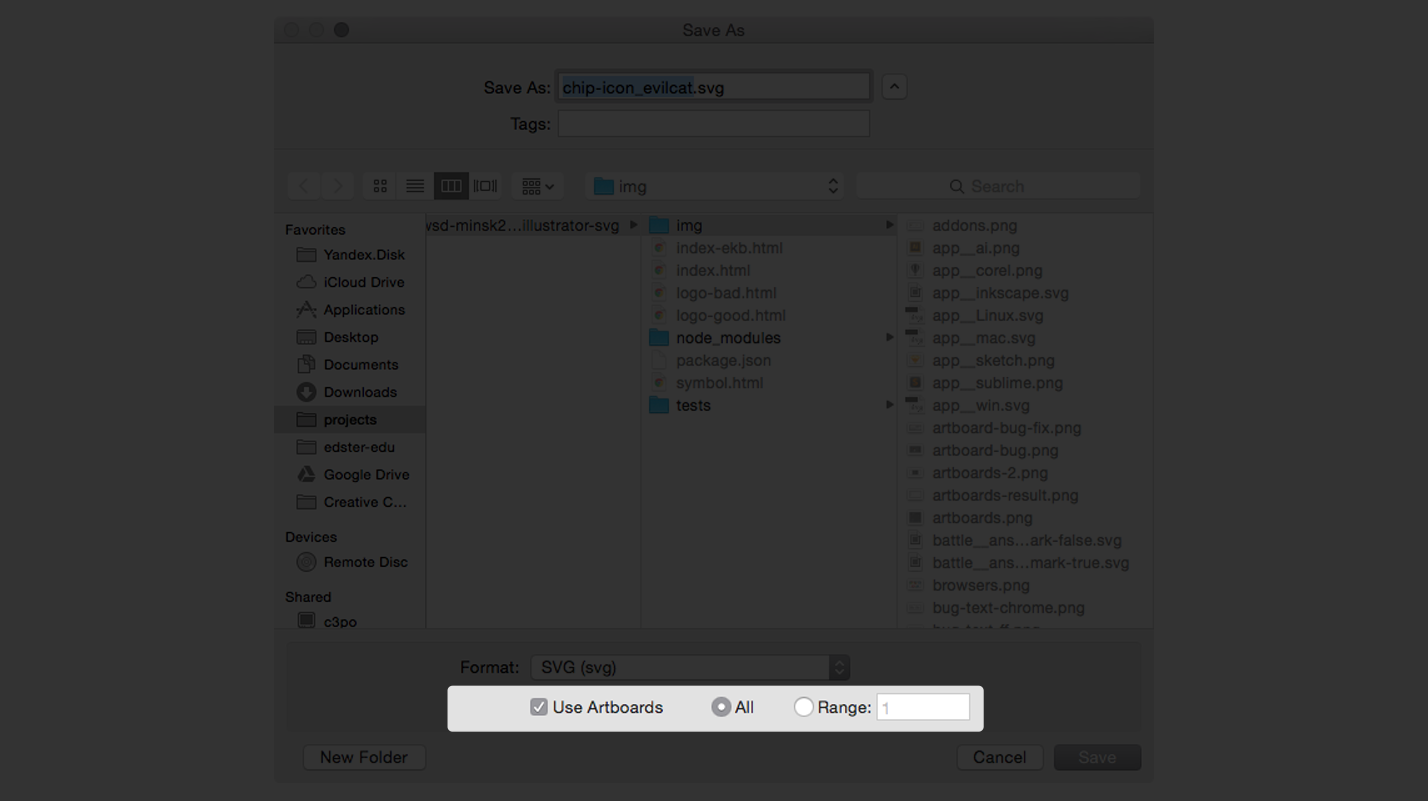 Save As
Save As: chip-icon_evilcat.svg
Tags:
img
Search
Favorites
Yandex.Disk
iCloud Drive
Applications
Desktop
Documents
Downloads
projects
edster-edu
Google Drive
Creative C...
Devices
Remote Disc
Shared
c3po
vsd-minsk2...illustrator-svg
img
index-ekb.html
index.html
logo-bad.html
logo-good.html
node_modules
package.json
symbol.html
tests
addons.png
app__ai.png
app__corel.png
app__inkscape.svg
app__Linux.svg
app__mac.svg
app__sketch.png
app__sublime.png
app__win.svg
artboard-bug-fix.png
artboard-bug.png
artboards-2.png
artboards-result.png
artboards.png
battle__ans...ark-false.svg
battle__ans...mark-true.svg
browsers.png
bug-text-chrome.png
Format: SVG (svg)
Use Artboards All Range: 1
New Folder Cancel Save